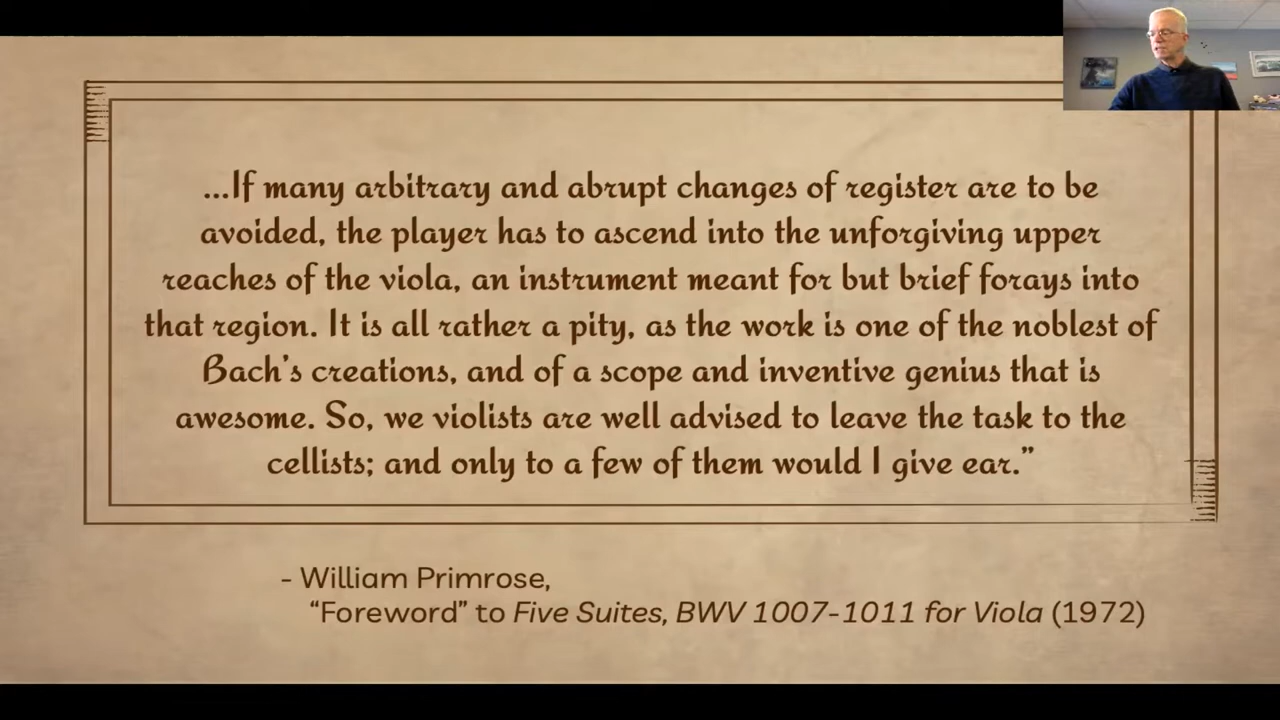 ...If many arbitrary and abrupt changes of register are to be
avoided, the player has to ascend into the unforgiving upper
reaches of the viola, an instrument meant for but brief forays into
that region. It is all rather a pity, as the work is one of the noblest of
Bach’s creations, and of a scope and inventive genius that is
awesome. So, we violists are well advised to leave the task to the
cellists; and only to a few of them would I give ear.”
- William Primrose,
“Foreword” to Five Suites, BWV 1007-1011 for Viola (1972)